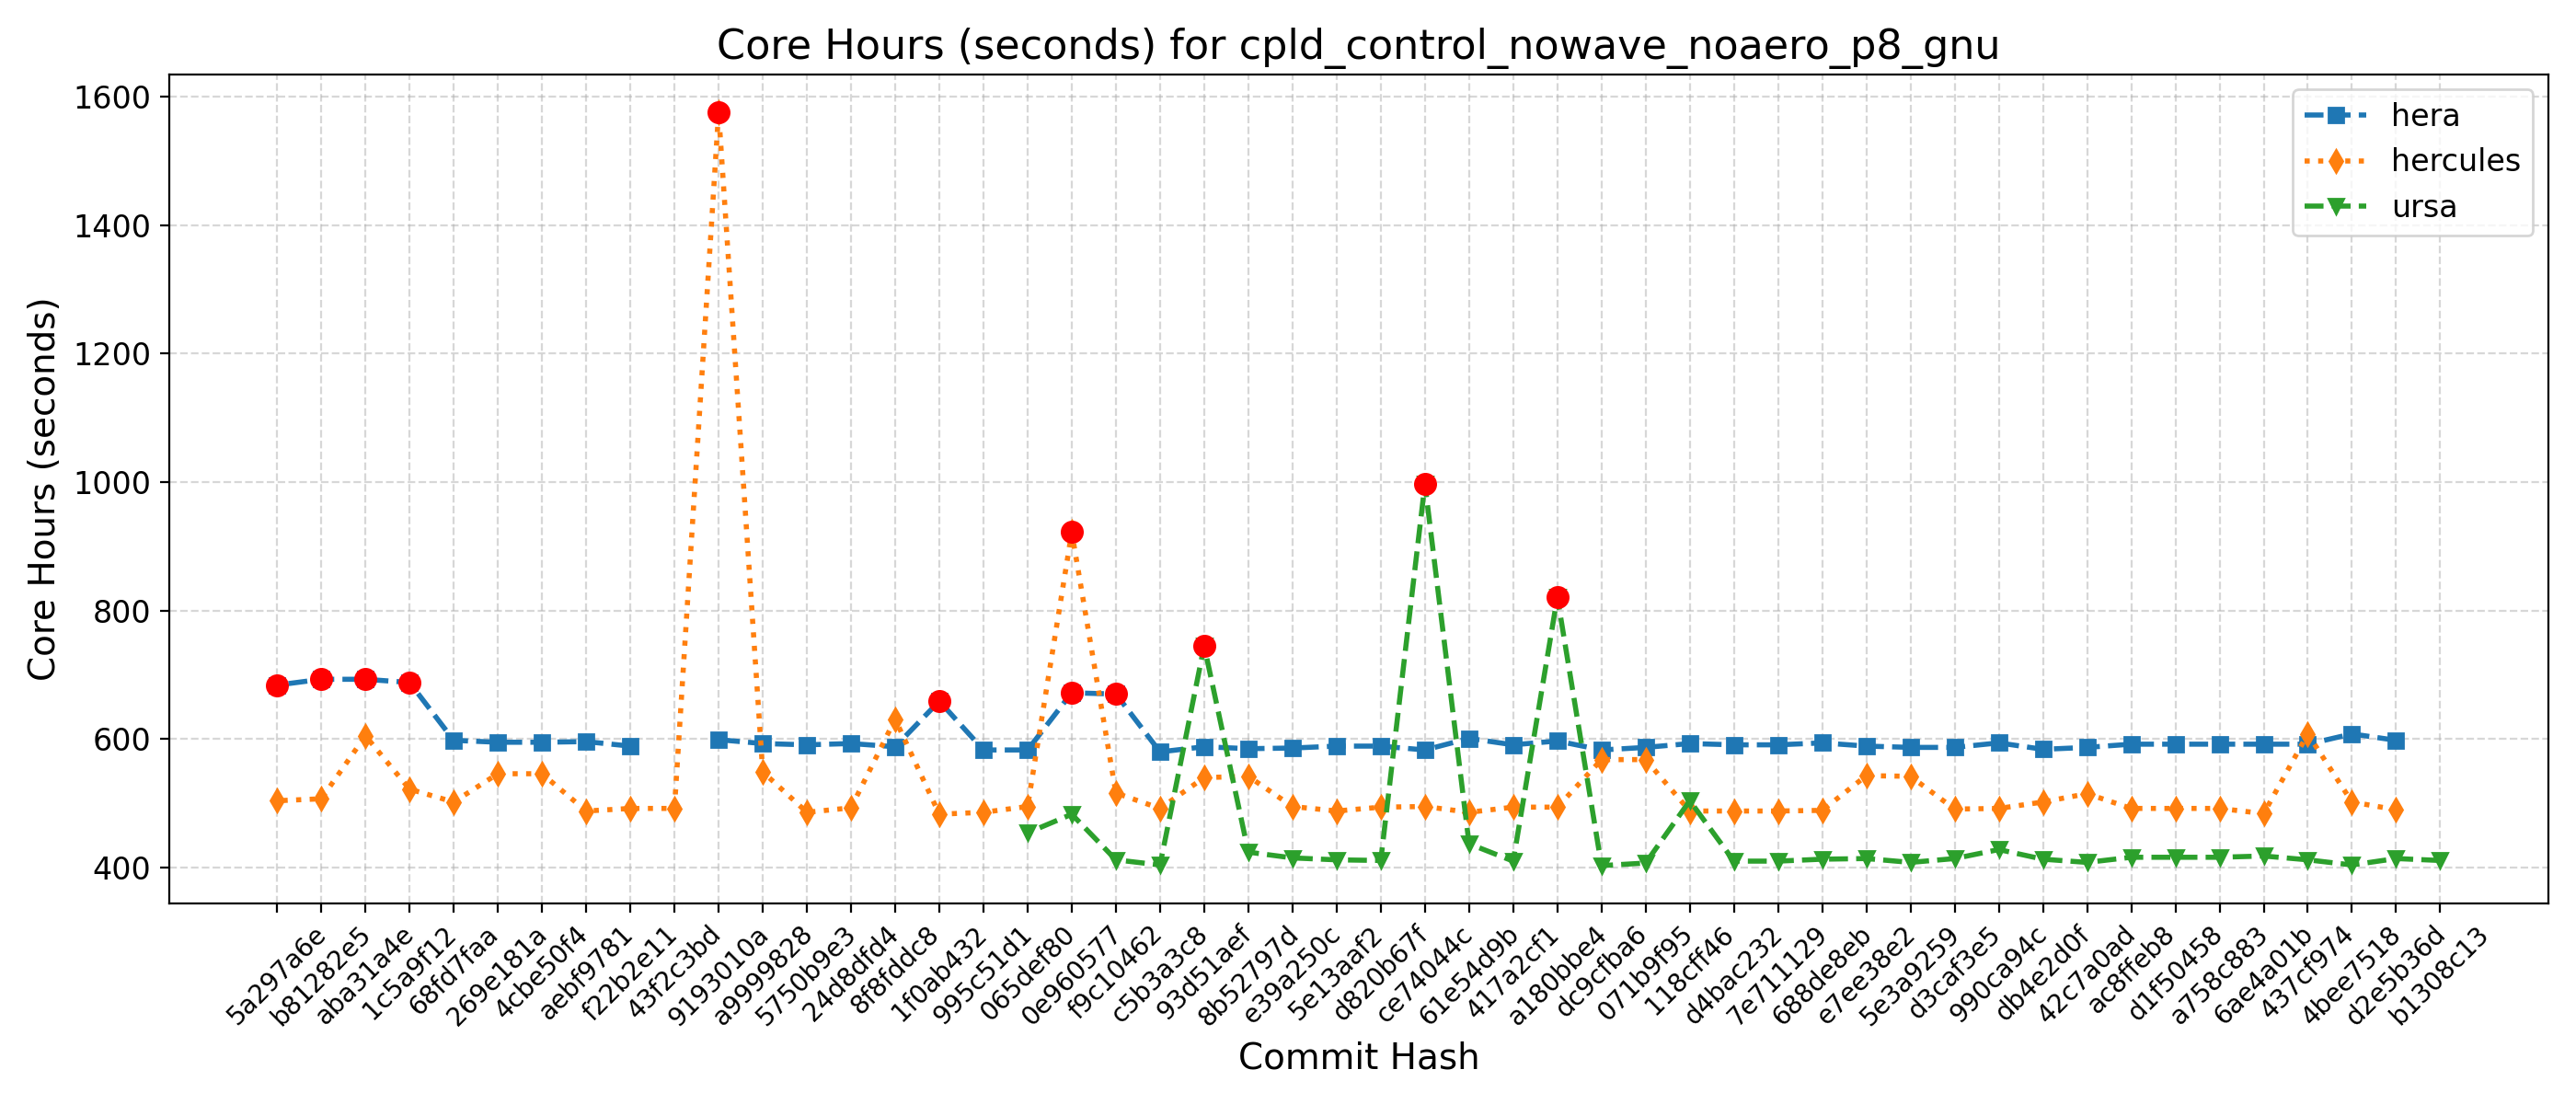 Core Hours (seconds) for cpld_control_nowave_noaero_p8_gnu
Core Hours (seconds)
1600
1400
1200
1000
800
600
400
hera
hercules
ursa
5a297a6e
b81282e5
aba31a4e
1c5a9f12
68fd7faa
269e181a
4cbe50f4
aebf9781
f22b2e11
43f2c3bd
9193010a
a9999828
5750b9e3
24d8dfd4
8f8fddc8
1f0ab432
995c51d1
065def80
0e960577
f9c10462
c5b3a3c8
93d51aef
8b52797d
e39a250c
5e13aaf2
d820b67f
ce74044c
61e54d9b
417a2cf1
a180bbe4
dc9cfba6
071b9f95
118cff46
d4bac232
7e711129
688de8eb
e7ee38e2
5e3a9259
d3caf3e5
990ca94c
db4e2d0f
42c7a0ad
ac8ffeb8
d1f50458
a758c883
6ae4a01b
437cf974
4bee7518
d2e5b36d
b1308c13
Commit Hash